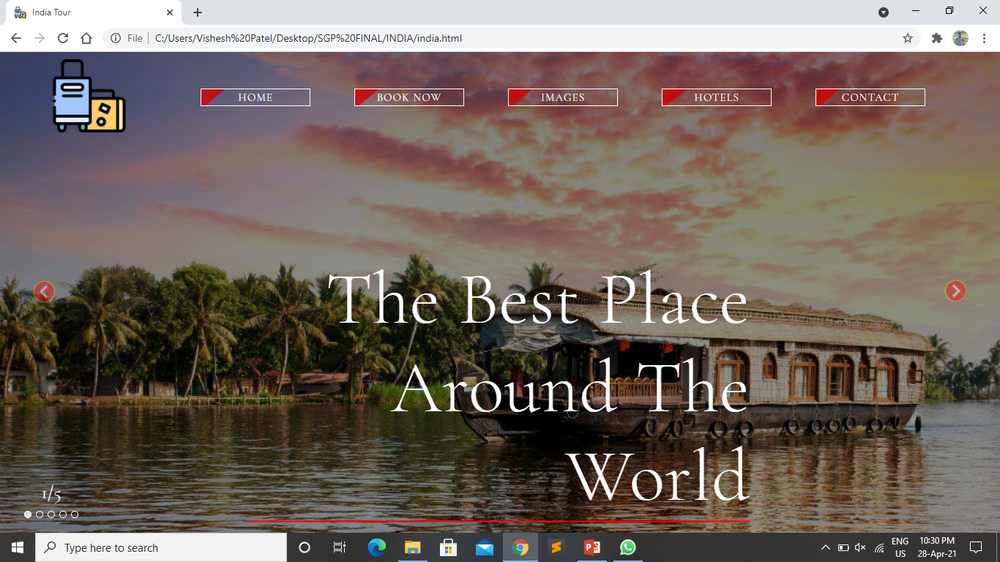 India Tour
File C:/Users/Vishesh%20Patel/Desktop/SGP%20FINAL/INDIA/india.html
HOME BOOK NOW IMAGES HOTELS CONTACT
The Best Place
Around The
World
1/5
Type here to search
ENG
US
10:30 PM
28-Apr-21